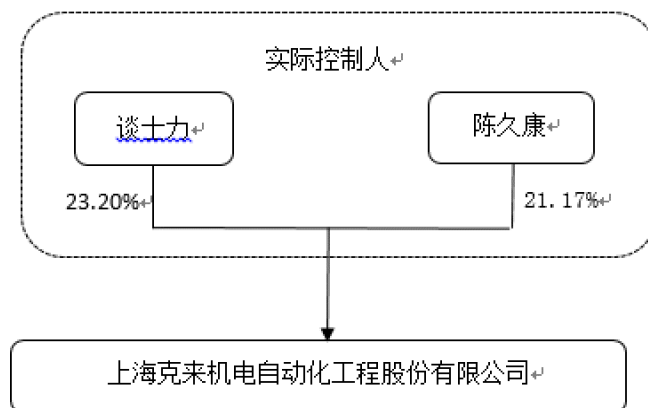 实际控制人↵
谈士力↵
陈久康↵
23.20%↵
21.17%↵
上海克来机电自动化工程股份有限公司↵